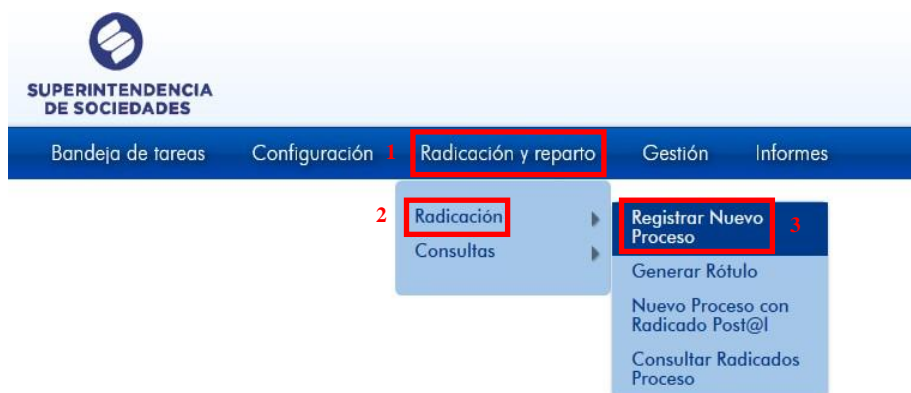 SUPERINTENDENCIA
DE SOCIEDADES
Bandeja de tareas Configuración 1 Radicación y reparto Gestión Informes
2 Radicación
Consultas
Registrar Nuevo
Proceso 3
Generar Rótulo
Nuevo Proceso con
Radicado Post@l
Consultar Radicados
Proceso